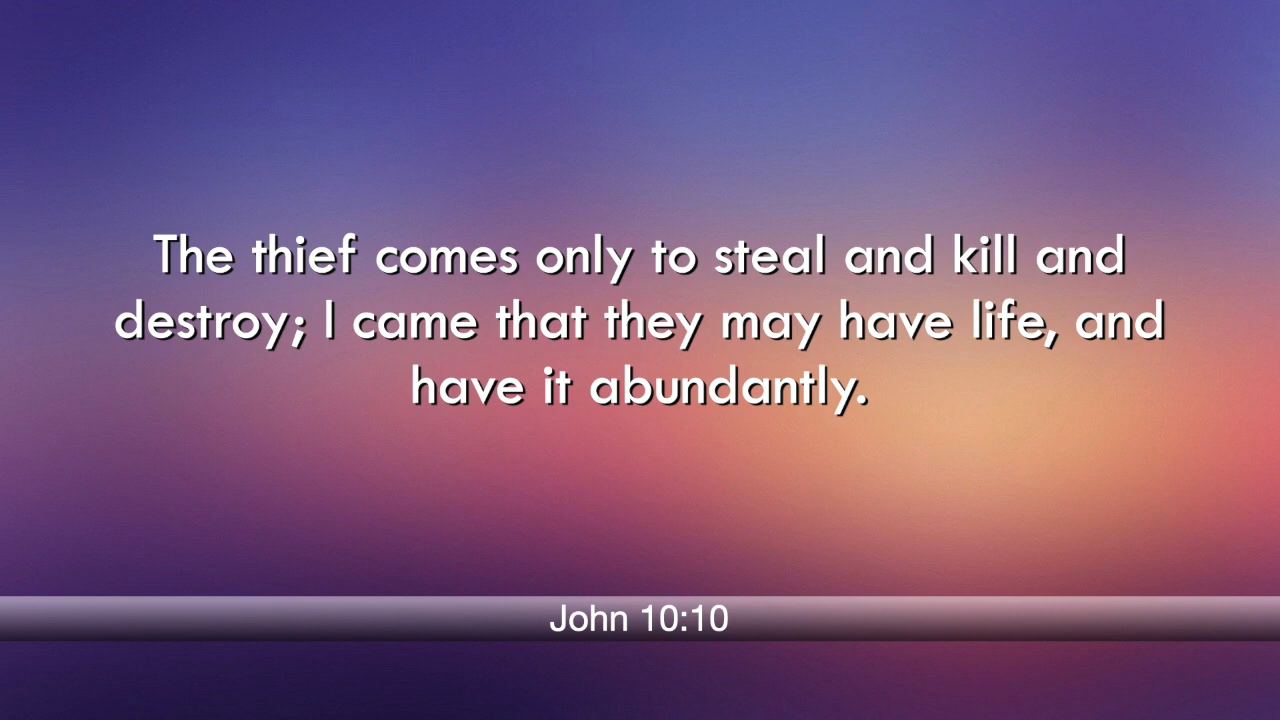 The thief comes only to steal and kill and
destroy; I came that they may have life, and
have it abundantly.
John 10:10